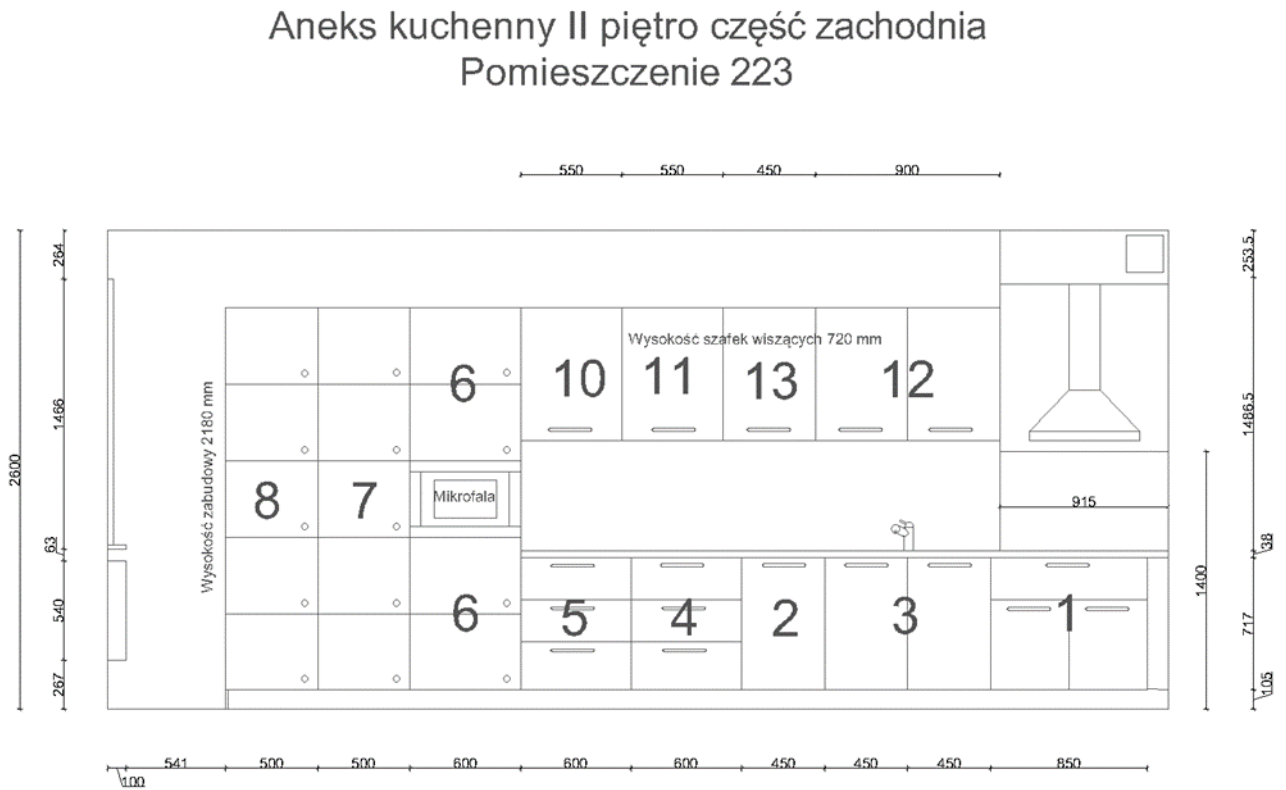 Aneks kuchenny II piętro część zachodnia
Pomieszczenie 223
550 550 450 900
264 253.5
Wysokość szafek wiszących 720 mm
6 10 11 13 12
Wysokość zabudowy 2180 mm
1466 1486.5
2600
8 7 Mikrofala
915
63 38
1400
540 717
6 5 4 2 3 1
267 105
541 500 500 600 600 600 450 450 450 850
100